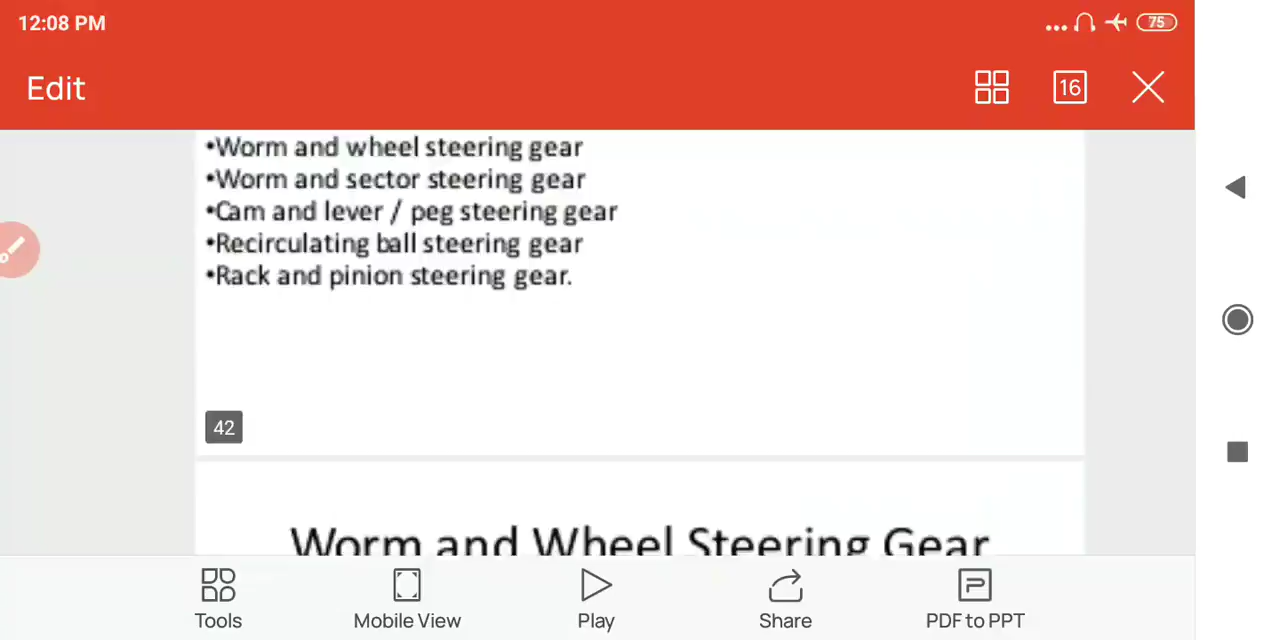 12:08 PM
75
Edit
16
•Worm and wheel steering gear
•Worm and sector steering gear
•Cam and lever / peg steering gear
•Recirculating ball steering gear
•Rack and pinion steering gear.
42
Worm and Wheel Steering Gear
Tools
Mobile View
Play
Share
PDF to PPT